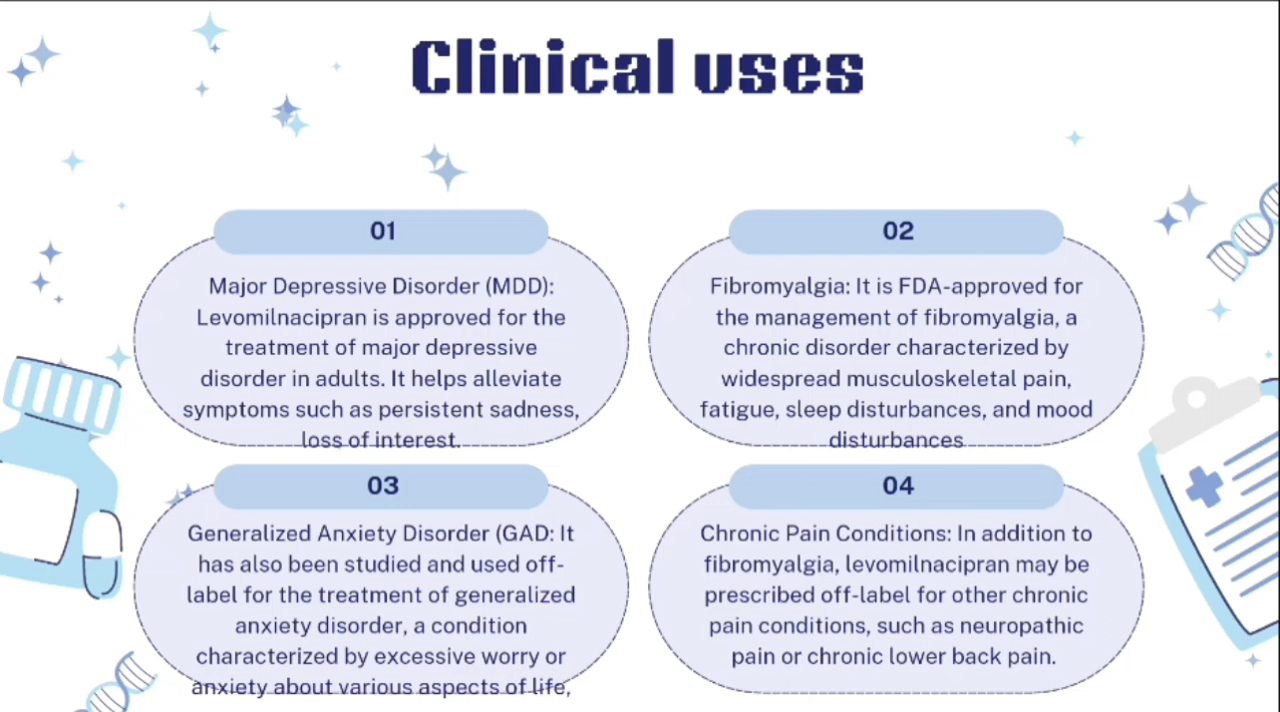 Clinical uses
01
Major Depressive Disorder (MDD):
Levomilnacipran is approved for the
treatment of major depressive
disorder in adults. It helps alleviate
symptoms such as persistent sadness,
loss of interest.
02
Fibromyalgia: It is FDA-approved for
the management of fibromyalgia, a
chronic disorder characterized by
widespread musculoskeletal pain,
fatigue, sleep disturbances, and mood
disturbances
03
Generalized Anxiety Disorder (GAD: It
has also been studied and used off-
label for the treatment of generalized
anxiety disorder, a condition
characterized by excessive worry or
anxiety about various aspects of life,
04
Chronic Pain Conditions: In addition to
fibromyalgia, levomilnacipran may be
prescribed off-label for other chronic
pain conditions, such as neuropathic
pain or chronic lower back pain.